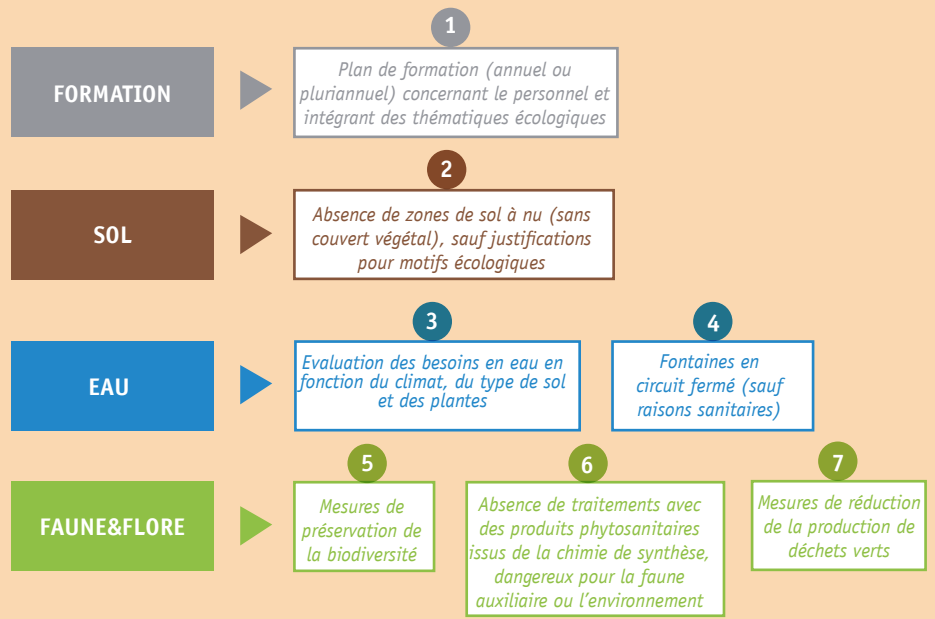 1
FORMATION
Plan de formation (annuel ou
pluriannuel) concernant le personnel et
intégrant des thématiques écologiques
2
SOL
Absence de zones de sol à nu (sans
couvert végétal), sauf justifications
pour motifs écologiques
3
4
EAU
Evaluation des besoins en eau en
fonction du climat, du type de sol
et des plantes
Fontaines en
circuit fermé (sauf
raisons sanitaires)
5
6
7
FAUNE&FLORE
Mesures de
préservation de
la biodiversité
Absence de traitements avec
des produits phytosanitaires
issus de la chimie de synthèse,
dangereux pour la faune
auxiliaire ou l’environnement
Mesures de réduction
de la production de
déchets verts